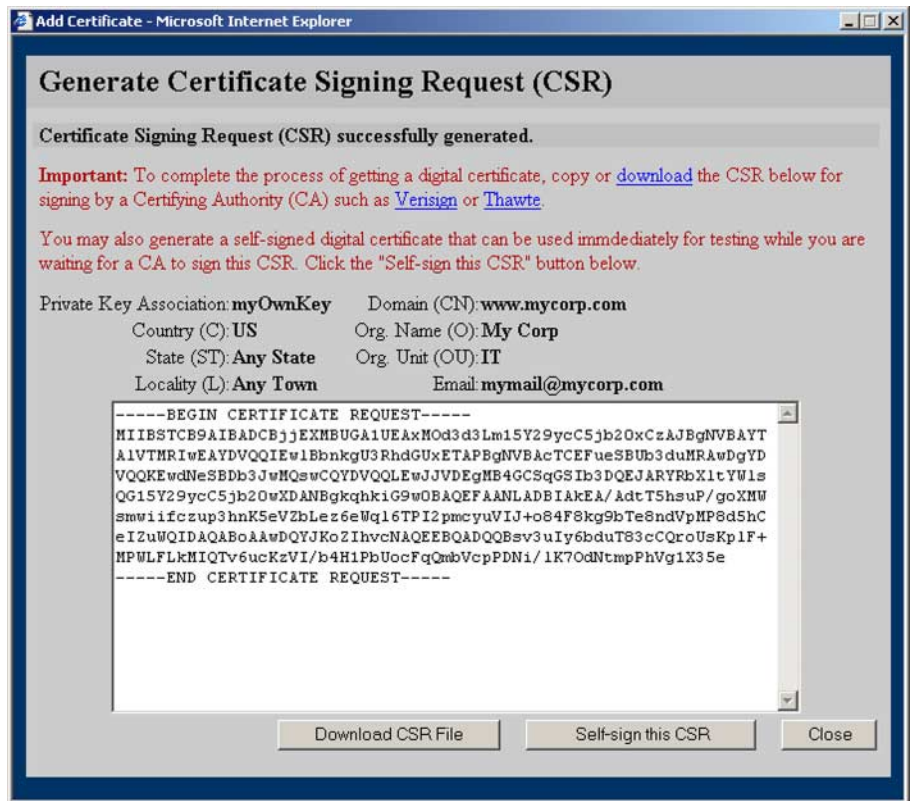 Add Certificate - Microsoft Internet Explorer
Generate Certificate Signing Request (CSR)
Certificate Signing Request (CSR) successfully generated.
Important: To complete the process of getting a digital certificate, copy or download the CSR below for
signing by a Certifying Authority (CA) such as Verisign or Thawte.
You may also generate a self-signed digital certificate that can be used immdediately for testing while you are
waiting for a CA to sign this CSR. Click the "Self-sign this CSR" button below.
Private Key Association: myOwnKey Domain (CN): www.mycorp.com
Country (C): US Org. Name (O): My Corp
State (ST): Any State Org. Unit (OU): IT
Locality (L): Any Town Email: mymail@mycorp.com
-----BEGIN CERTIFICATE REQUEST-----
MIIBSTCB9AIBADCBjjEXMBUGA1UEAxMOd3d3Lm15Y29ycC5jb20xCzAJBgNVBAYT
A1VTMRIwEAYDVQQIEwlBbnkgU3RhdGUxETAPBgNVBAcTCEFueSBUb3duMRAwDgYD
VQQKEwdNeSBDb3JwMQswCQYDVQQLEwJJVDEgMB4GCSqGSIb3DQEJARYRbXltYWls
QG15Y29ycC5jb20wXDANBgkqhkiG9w0BAQEFAANLADBIAkEA/AdtT5hsuP/goXMW
smwiifczup3hnK5eVZbLez6eWql6TPI2pmcyuVIJ+o84F8kg9bTe8ndVpMP8d5hC
eIZuWQIDAQABoAAwDQYJKoZIhvcNAQEEBQADQQBsv3uIy6bduT83cCQroUsKplF+
MPWLFLkMIQTv6ucKzVI/b4H1PbUocFqQmbVcpPDNi/lK7OdNtmpPhVg1X35e
-----END CERTIFICATE REQUEST-----
Download CSR File Self-sign this CSR Close